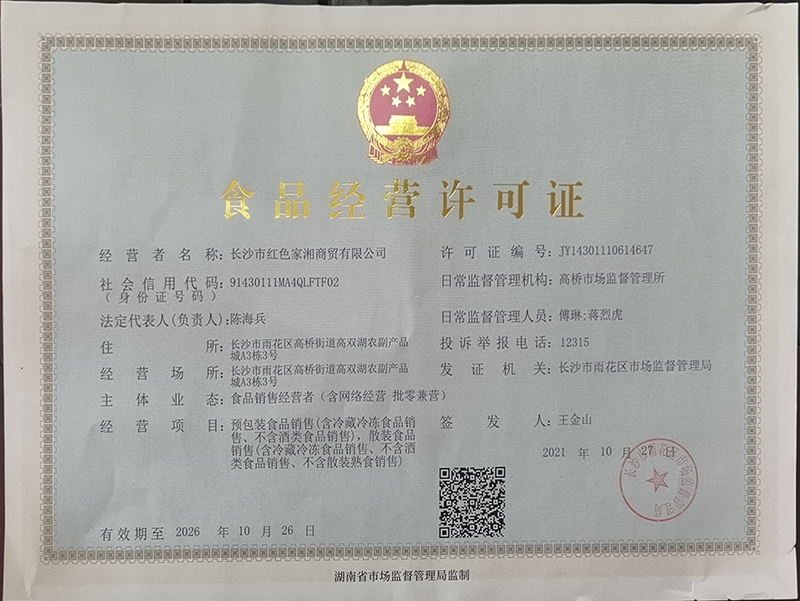 食品经营许可证
经营者名称：长沙市红色家湘商贸有限公司
社会信用代码：91430111MA4QLFTF02
（身份证号码）
法定代表人(负责人)：陈海兵
住所：长沙市雨花区高桥街道高双湖农副产品
城A3栋3号
经营场所：长沙市雨花区高桥街道高双湖农副产品
城A3栋3号
主体业态：食品销售经营者（含网络经营 批零兼营）
经营项目：预包装食品销售(含冷藏冷冻食品销
售、不含酒类食品销售)，散装食品
销售(含冷藏冷冻食品销售、不含酒
类食品销售、不含散装熟食销售)
有效期至 2026 年 10 月 26 日
许可证编号：JY14301110614647
日常监督管理机构：高桥市场监督管理所
日常监督管理人员：傅琳;蒋烈虎
投诉举报电话：12315
发证机关：长沙市雨花区市场监督管理局
签发人：王金山
2021 年 10 月 27 日
长沙市雨花区市场监督管理局
湖南省市场监督管理局监制